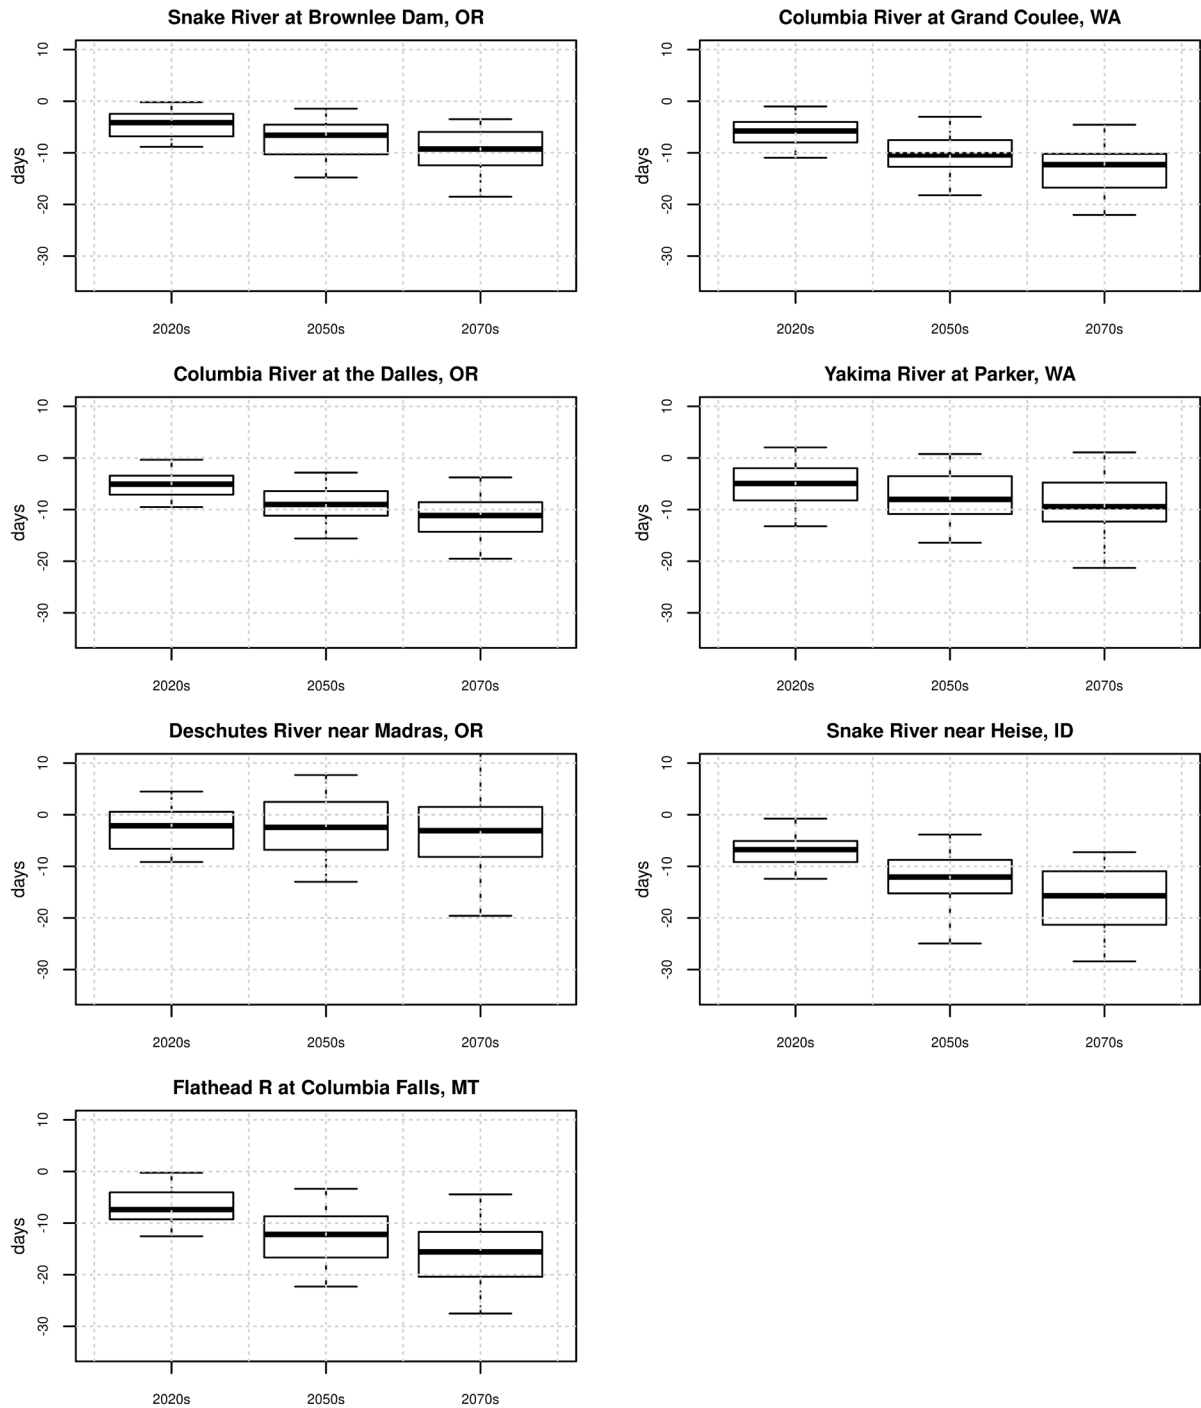 Snake River at Brownlee Dam, OR
10
0
-10
-20
-30
days
2020s 2050s 2070s
Columbia River at Grand Coulee, WA
10
0
-10
-20
-30
days
2020s 2050s 2070s
Columbia River at the Dalles, OR
10
0
-10
-20
-30
days
2020s 2050s 2070s
Yakima River at Parker, WA
10
0
-10
-20
-30
days
2020s 2050s 2070s
Deschutes River near Madras, OR
10
0
-10
-20
-30
days
2020s 2050s 2070s
Snake River near Heise, ID
10
0
-10
-20
-30
days
2020s 2050s 2070s
Flathead R at Columbia Falls, MT
10
0
-10
-20
-30
days
2020s 2050s 2070s